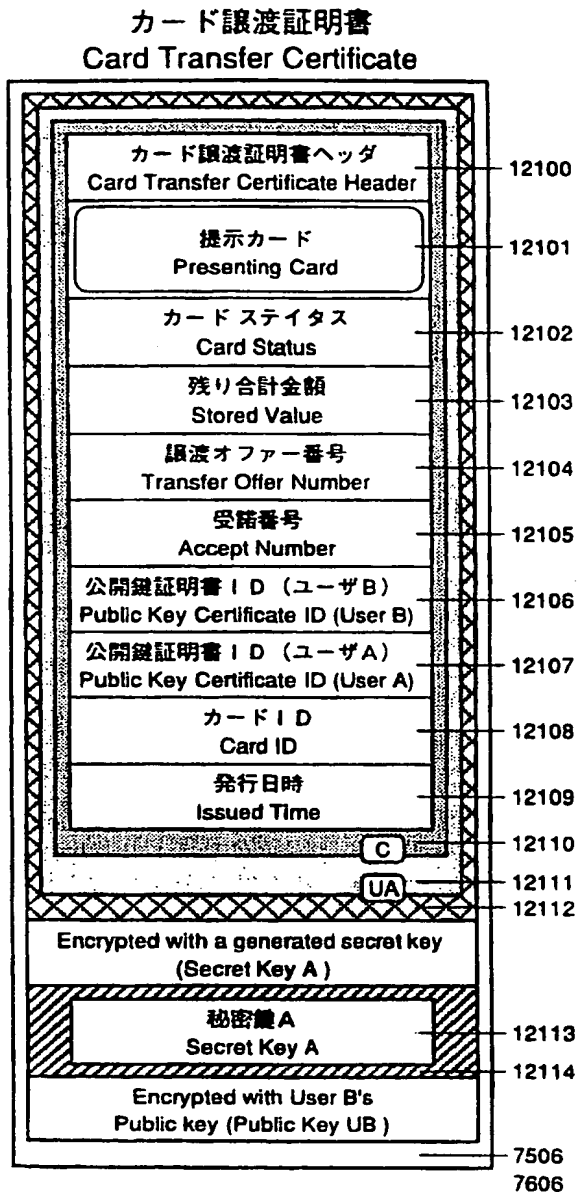 カード譲渡証明書
Card Transfer Certificate
カード譲渡証明書ヘッダ
Card Transfer Certificate Header
12100
提示カード
Presenting Card
12101
カード ステイタス
Card Status
12102
残り合計金額
Stored Value
12103
譲渡オファー番号
Transfer Offer Number
12104
受諾番号
Accept Number
12105
公開鍵証明書ＩＤ（ユーザB）
Public Key Certificate ID (User B)
12106
公開鍵証明書ＩＤ（ユーザA）
Public Key Certificate ID (User A)
12107
カードＩＤ
Card ID
12108
発行日時
Issued Time
12109
C
12110
UA
12111
12112
Encrypted with a generated secret key
(Secret Key A )
秘密鍵A
Secret Key A
12113
12114
Encrypted with User B's
Public key (Public Key UB )
7506
7606